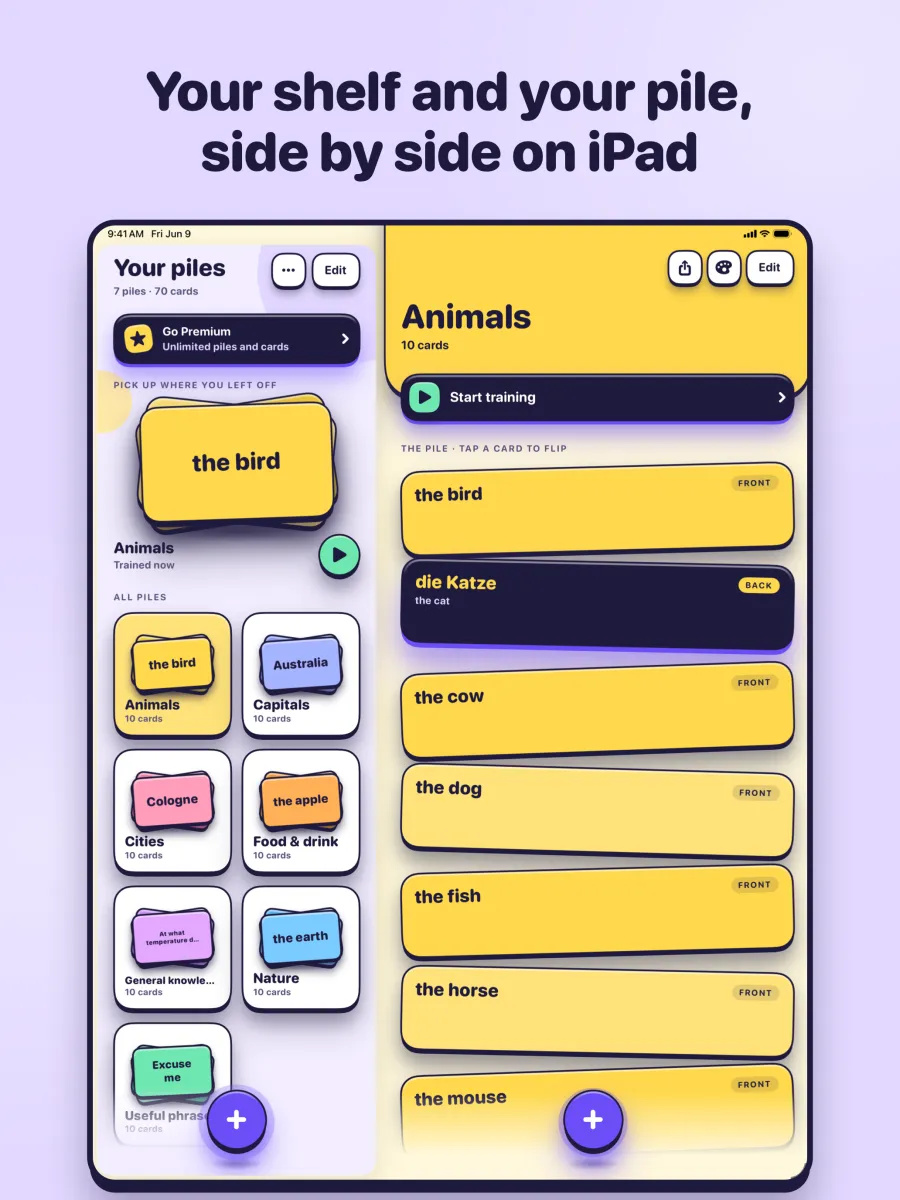 Your shelf and your pile,
side by side on iPad
9:41 AM Fri Jun 9
Your piles
7 piles · 70 cards
Edit
Go Premium
Unlimited piles and cards
PICK UP WHERE YOU LEFT OFF
the bird
Animals
Trained now
ALL PILES
the bird
Animals
10 cards
Australia
Capitals
10 cards
Cologne
Cities
10 cards
the apple
Food & drink
10 cards
At what
temperature d...
General knowle...
10 cards
the earth
Nature
10 cards
Excuse
me
Useful phras
10 cards
Edit
Animals
10 cards
Start training
THE PILE · TAP A CARD TO FLIP
the bird
FRONT
die Katze
the cat
BACK
the cow
FRONT
the dog
FRONT
the fish
FRONT
the horse
FRONT
the mouse
FRONT